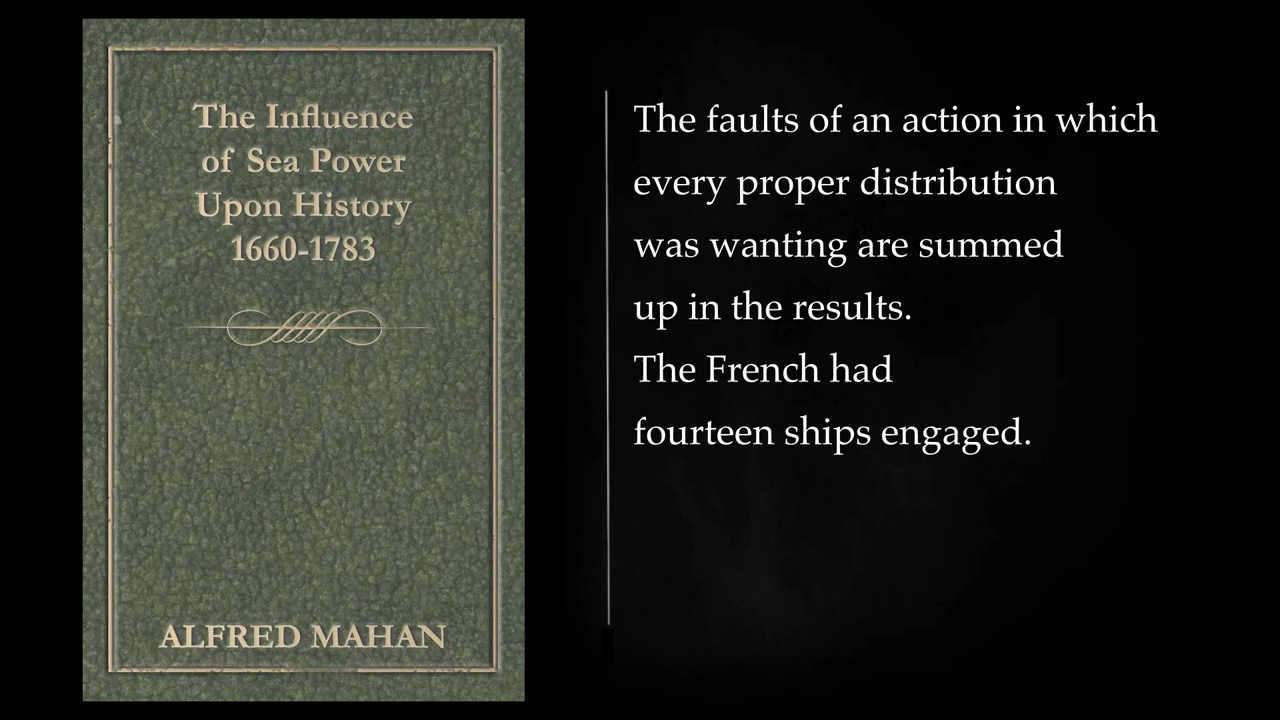 The Influence
of Sea Power
Upon History
1660-1783
ALFRED MAHAN
The faults of an action in which
every proper distribution
was wanting are summed
up in the results.
The French had
fourteen ships engaged.